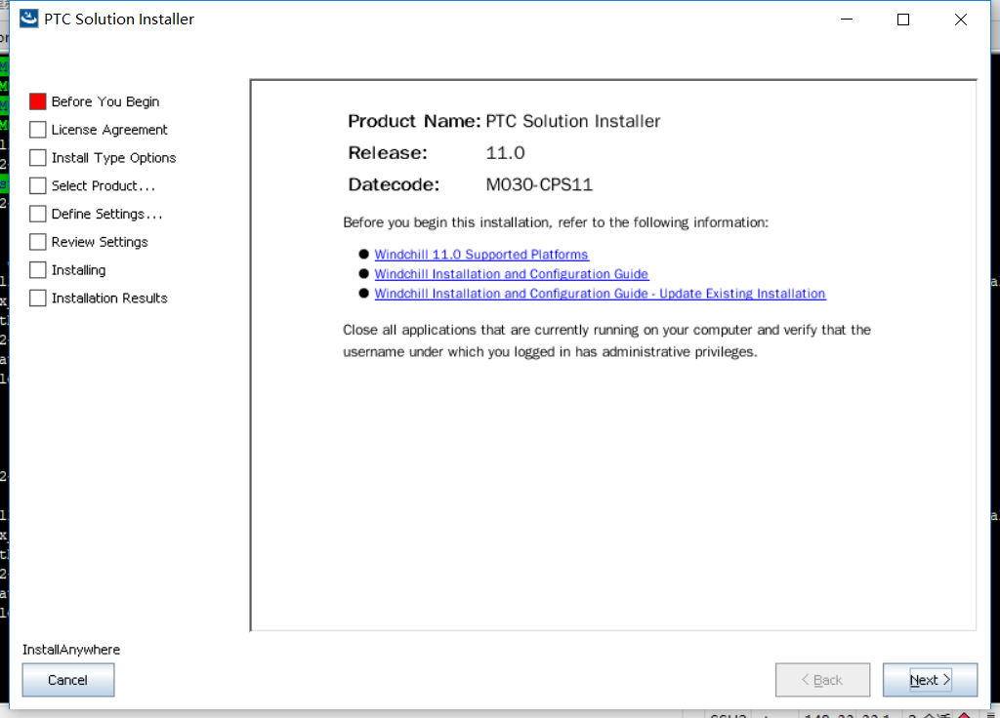 PTC Solution Installer
Before You Begin
License Agreement
Install Type Options
Select Product...
Define Settings...
Review Settings
Installing
Installation Results
Product Name: PTC Solution Installer
Release: 11.0
Datecode: M030-CPS11
Before you begin this installation, refer to the following information:
Windchill 11.0 Supported Platforms
Windchill Installation and Configuration Guide
Windchill Installation and Configuration Guide - Update Existing Installation
Close all applications that are currently running on your computer and verify that the
username under which you logged in has administrative privileges.
InstallAnywhere
Cancel
< Back
Next >